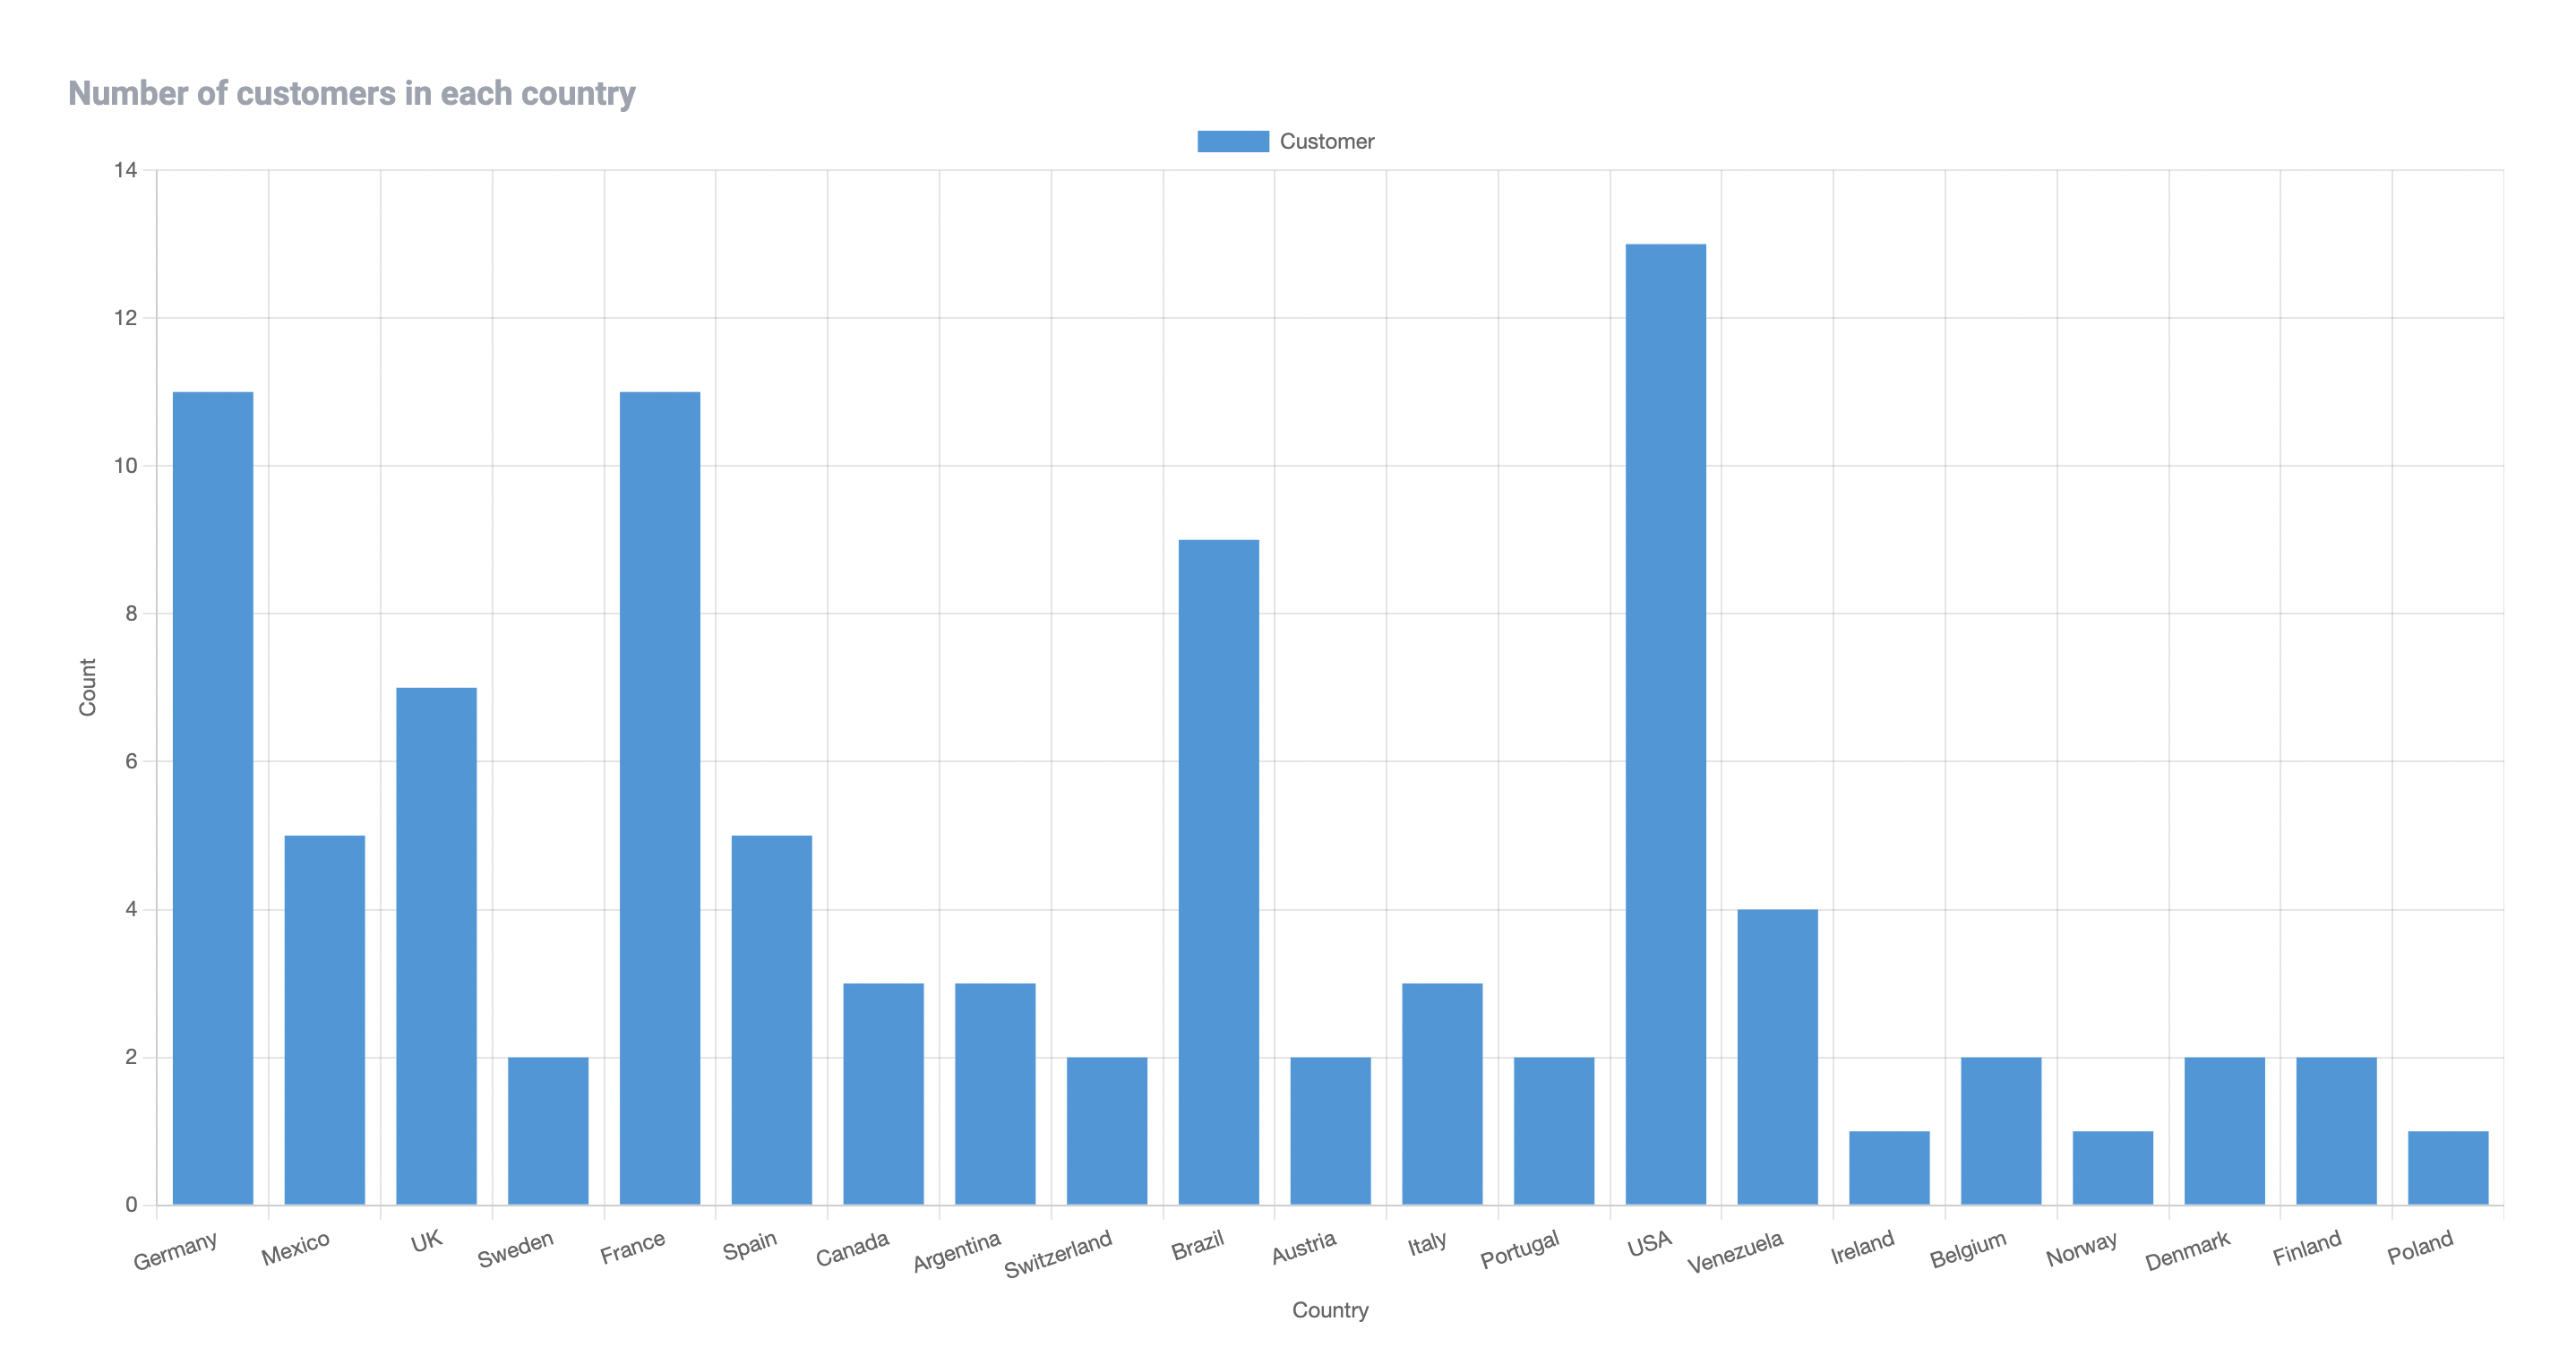 Number of customers in each country
Customer
14
12
10
8
6
4
2
0
Count
Germany
Mexico
UK
Sweden
France
Spain
Canada
Argentina
Switzerland
Brazil
Austria
Italy
Portugal
USA
Venezuela
Ireland
Belgium
Norway
Denmark
Finland
Poland
Country